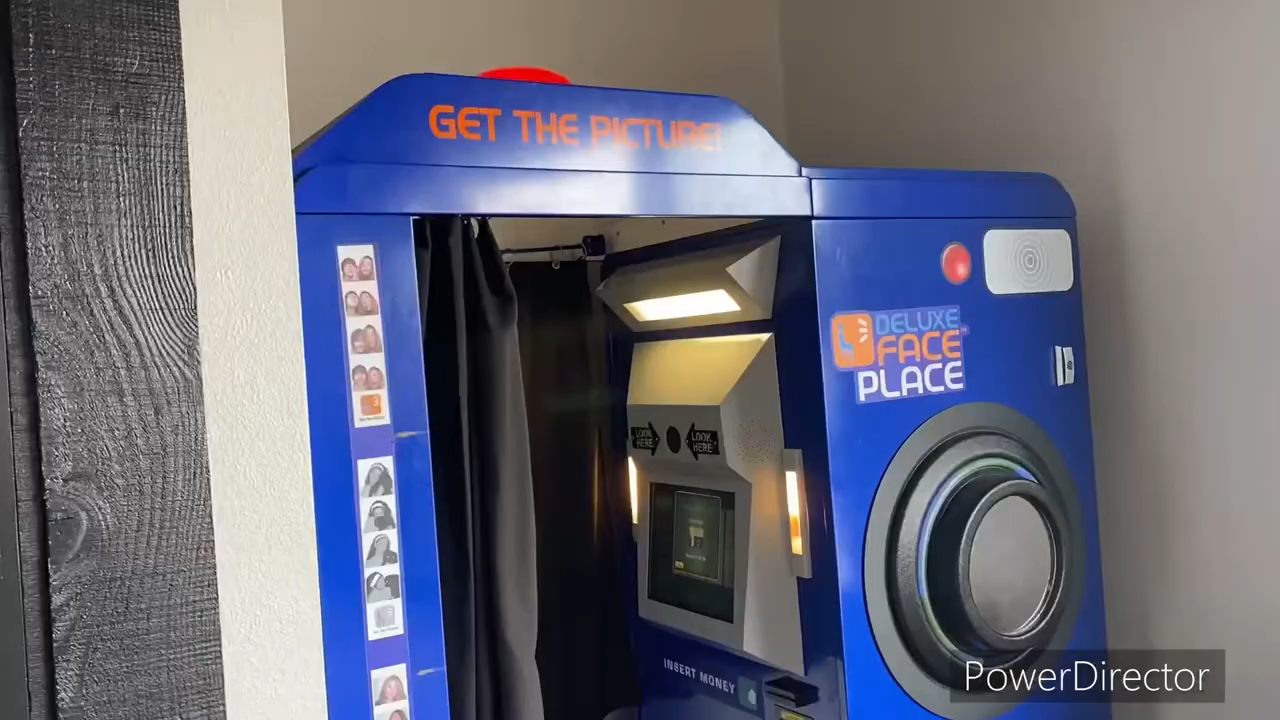 GET THE PICTURE!
DELUXE
FACE
PLACE
LOOK
HERE
LOOK
HERE
INSERT MONEY
PowerDirector